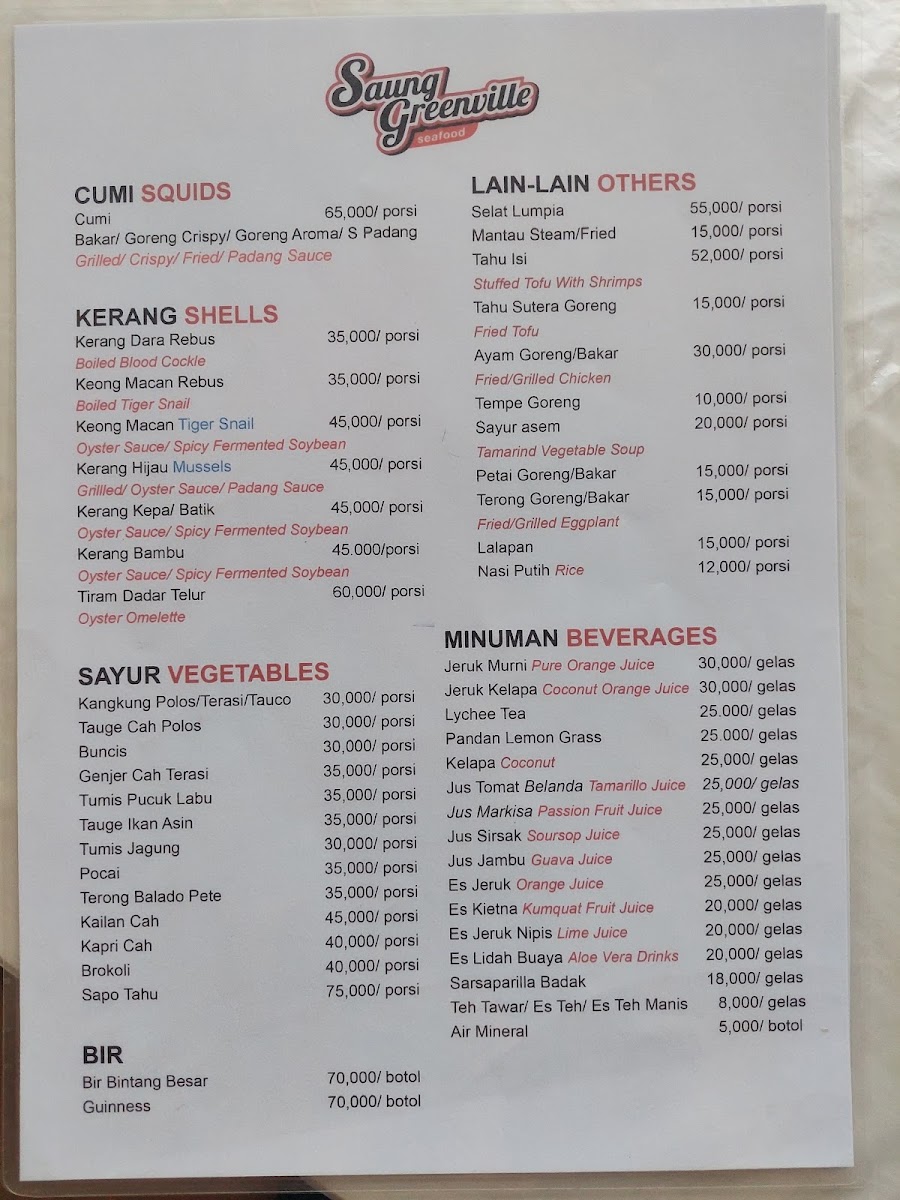 Saung
Greenville
seafood
CUMI SQUIDS
Cumi 65,000/ porsi
Bakar/ Goreng Crispy/ Goreng Aroma/ S Padang
Grilled/ Crispy/ Fried/ Padang Sauce
KERANG SHELLS
Kerang Dara Rebus 35,000/ porsi
Boiled Blood Cockle
Keong Macan Rebus 35,000/ porsi
Boiled Tiger Snail
Keong Macan Tiger Snail 45,000/ porsi
Oyster Sauce/ Spicy Fermented Soybean
Kerang Hijau Mussels 45,000/ porsi
Grillled/ Oyster Sauce/ Padang Sauce
Kerang Kepa/ Batik 45,000/ porsi
Oyster Sauce/ Spicy Fermented Soybean
Kerang Bambu 45.000/porsi
Oyster Sauce/ Spicy Fermented Soybean
Tiram Dadar Telur 60,000/ porsi
Oyster Omelette
SAYUR VEGETABLES
Kangkung Polos/Terasi/Tauco 30,000/ porsi
Tauge Cah Polos 30,000/ porsi
Buncis 30,000/ porsi
Genjer Cah Terasi 35,000/ porsi
Tumis Pucuk Labu 35,000/ porsi
Tauge Ikan Asin 35,000/ porsi
Tumis Jagung 30,000/ porsi
Pocai 35,000/ porsi
Terong Balado Pete 35,000/ porsi
Kailan Cah 45,000/ porsi
Kapri Cah 40,000/ porsi
Brokoli 40,000/ porsi
Sapo Tahu 75,000/ porsi
BIR
Bir Bintang Besar 70,000/ botol
Guinness 70,000/ botol
LAIN-LAIN OTHERS
Selat Lumpia 55,000/ porsi
Mantau Steam/Fried 15,000/ porsi
Tahu Isi 52,000/ porsi
Stuffed Tofu With Shrimps
Tahu Sutera Goreng 15,000/ porsi
Fried Tofu
Ayam Goreng/Bakar 30,000/ porsi
Fried/Grilled Chicken
Tempe Goreng 10,000/ porsi
Sayur asem 20,000/ porsi
Tamarind Vegetable Soup
Petai Goreng/Bakar 15,000/ porsi
Terong Goreng/Bakar 15,000/ porsi
Fried/Grilled Eggplant
Lalapan 15,000/ porsi
Nasi Putih Rice 12,000/ porsi
MINUMAN BEVERAGES
Jeruk Murni Pure Orange Juice 30,000/ gelas
Jeruk Kelapa Coconut Orange Juice 30,000/ gelas
Lychee Tea 25.000/ gelas
Pandan Lemon Grass 25.000/ gelas
Kelapa Coconut 25,000/ gelas
Jus Tomat Belanda Tamarillo Juice 25,000/ gelas
Jus Markisa Passion Fruit Juice 25,000/ gelas
Jus Sirsak Soursop Juice 25,000/ gelas
Jus Jambu Guava Juice 25,000/ gelas
Es Jeruk Orange Juice 25,000/ gelas
Es Kietna Kumquat Fruit Juice 20,000/ gelas
Es Jeruk Nipis Lime Juice 20,000/ gelas
Es Lidah Buaya Aloe Vera Drinks 20,000/ gelas
Sarsaparilla Badak 18,000/ gelas
Teh Tawar/ Es Teh/ Es Teh Manis 8,000/ gelas
Air Mineral 5,000/ botol